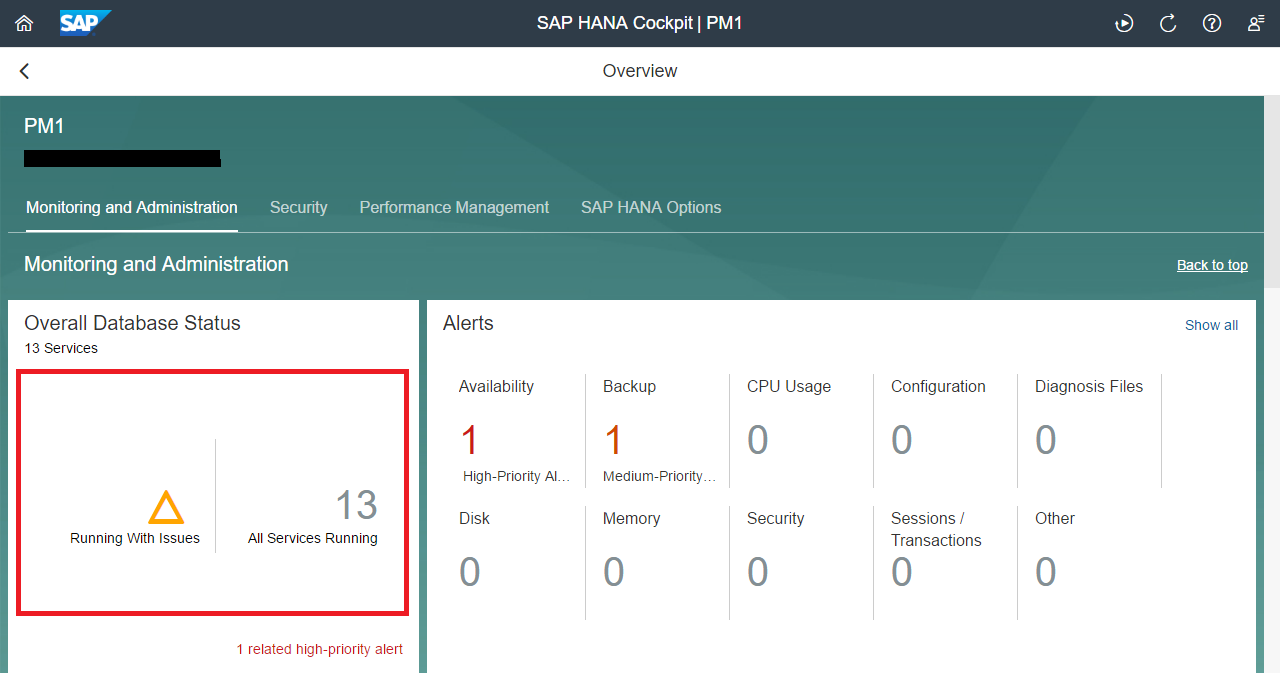 SAP
SAP HANA Cockpit | PM1
Overview
PM1
Monitoring and Administration Security Performance Management SAP HANA Options
Monitoring and Administration
Back to top
Overall Database Status
13 Services
13
Running With Issues
All Services Running
1 related high-priority alert
Alerts
Show all
Availability Backup CPU Usage Configuration Diagnosis Files
1 1 0 0 0
High-Priority Al... Medium-Priority...
Disk Memory Security Sessions / Other
Transactions
0 0 0 0 0